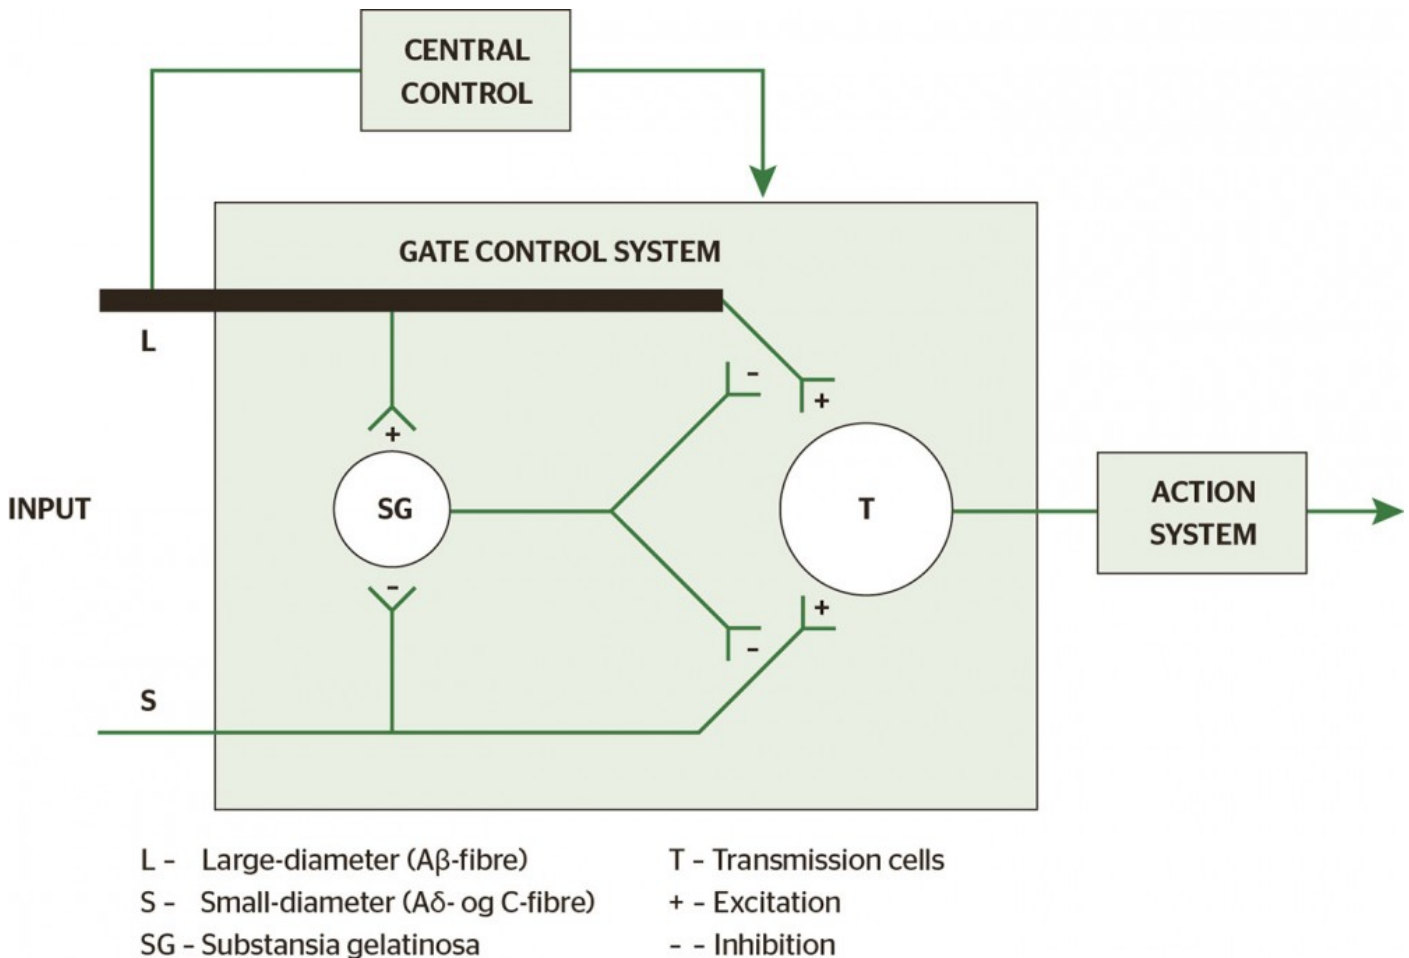 CENTRAL
CONTROL
GATE CONTROL SYSTEM
L
-
+
+
INPUT
SG
T
ACTION
SYSTEM
-
+
-
S
L - Large-diameter (Aβ-fibre)
S - Small-diameter (Aδ- og C-fibre)
SG - Substansia gelatinosa
T - Transmission cells
+ - Excitation
- - Inhibition